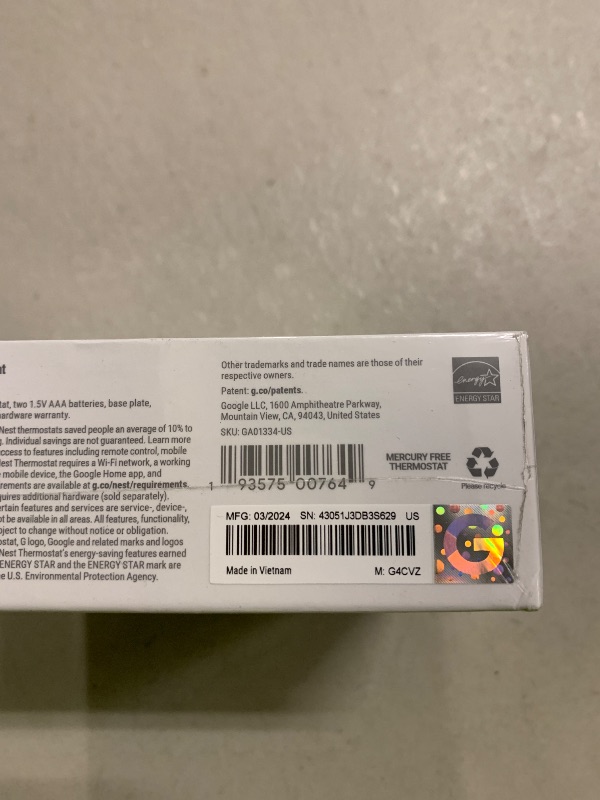 tat, two 1.5V AAA batteries, base plate,
hardware warranty.
Nest thermostats saved people an average of 10% to
Individual savings are not guaranteed. Learn more
access to features including remote control, mobile
Nest Thermostat requires a Wi-Fi network, a working
mobile device, the Google Home app, and
rements are available at g.co/nest/requirements.
quires additional hardware (sold separately).
ertain features and services are service-, device-,
ot be available in all areas. All features, functionality,
bject to change without notice or obligation.
ostat, G logo, Google and related marks and logos
Nest Thermostat's energy-saving features earned
ENERGY STAR and the ENERGY STAR mark are
e U.S. Environmental Protection Agency.
Other trademarks and trade names are those of their
respective owners.
Patent: g.co/patents.
Google LLC, 1600 Amphitheatre Parkway,
Mountain View, CA, 94043, United States
SKU: GA01334-US
1 93575 00764 9
MERCURY FREE
THERMOSTAT
energy
ENERGY STAR
Please recycle
MFG: 03/2024 SN: 43051J3DB3S629 US
Made in Vietnam M: G4CVZ
G